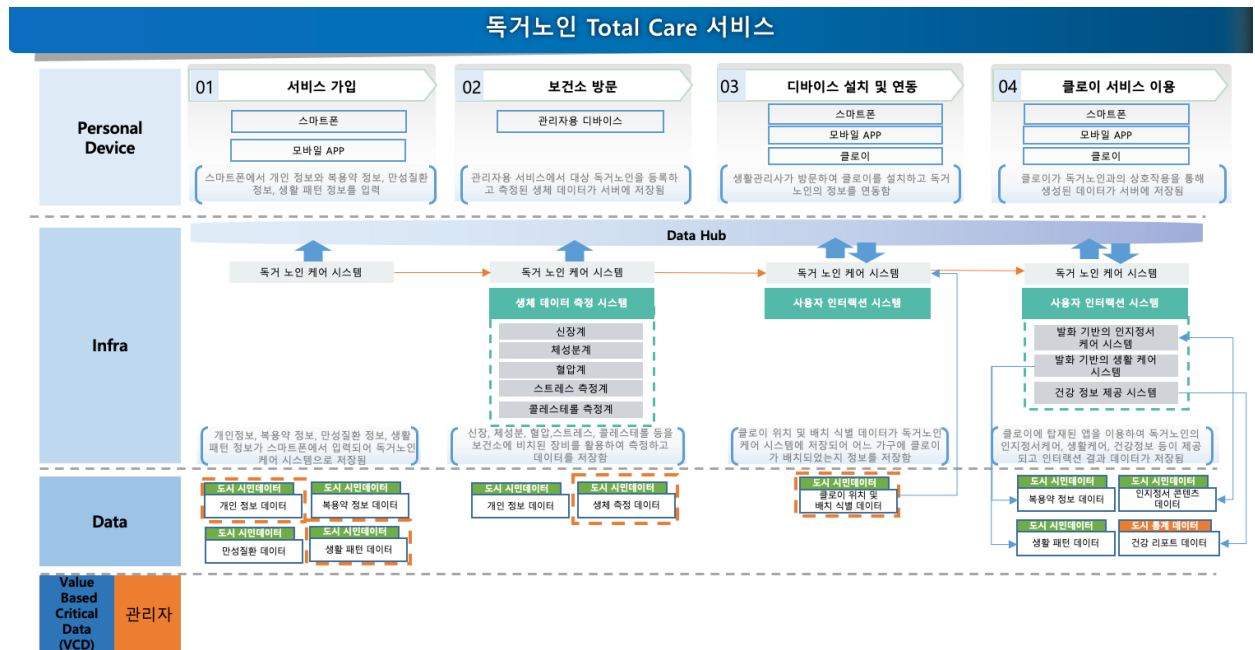 독거노인 Total Care 서비스
Personal
Device
01
서비스 가입
스마트폰
모바일 APP
스마트폰에서 개인 정보와 복용약 정보, 만성질환
정보, 생활 패턴 정보를 입력
02
보건소 방문
관리자용 디바이스
관리자용 서비스에서 대상 독거노인을 등록하
고 측정된 생체 데이터가 서버에 저장됨
03
디바이스 설치 및 연동
스마트폰
모바일 APP
클로이
생활관리사가 방문하여 클로이를 설치하고 독거
노인의 정보를 연동함
04
클로이 서비스 이용
스마트폰
모바일 APP
클로이
클로이가 독거노인과의 상호작용을 통해
생성된 데이터가 서버에 저장됨
Infra
Data Hub
독거 노인 케어 시스템
개인정보, 복용약 정보, 만성질환 정보, 생활
패턴 정보가 스마트폰에서 입력되어 독거노인
케어 시스템으로 저장됨
독거 노인 케어 시스템
생체 데이터 측정 시스템
신장계
체성분계
혈압계
스트레스 측정계
콜레스테롤 측정계
신장, 체성분, 혈압,스트레스, 콜레스테롤 등을
보건소에 비치된 장비를 활용하여 측정하고
데이터를 저장함
독거 노인 케어 시스템
사용자 인터랙션 시스템
클로이 위치 및 배치 식별 데이터가 독거노인
케어 시스템에 저장되어 어느 가구에 클로이
가 배치되었는지 정보를 저장함
독거 노인 케어 시스템
사용자 인터랙션 시스템
발화 기반의 인지정서
케어 시스템
발화 기반의 생활 케어
시스템
건강 정보 제공 시스템
클로이에 탑재된 앱을 이용하여 독거노인의
인지정서케어, 생활케어, 건강정보 등이 제공
되고 인터랙션 결과 데이터가 저장됨
Data
도시 시민데이터
개인 정보 데이터
도시 시민데이터
복용약 정보 데이터
도시 시민데이터
만성질환 데이터
도시 시민데이터
생활 패턴 데이터
도시 시민데이터
개인 정보 데이터
도시 시민데이터
생체 측정 데이터
도시 시민데이터
클로이 위치 및
배치 식별 데이터
도시 시민데이터
복용약 정보 데이터
도시 시민데이터
인지정서 콘텐츠
데이터
도시 시민데이터
생활 패턴 데이터
도시 통계 데이터
건강 리포트 데이터
Value
Based
Critical
Data
(VCD)
관리자